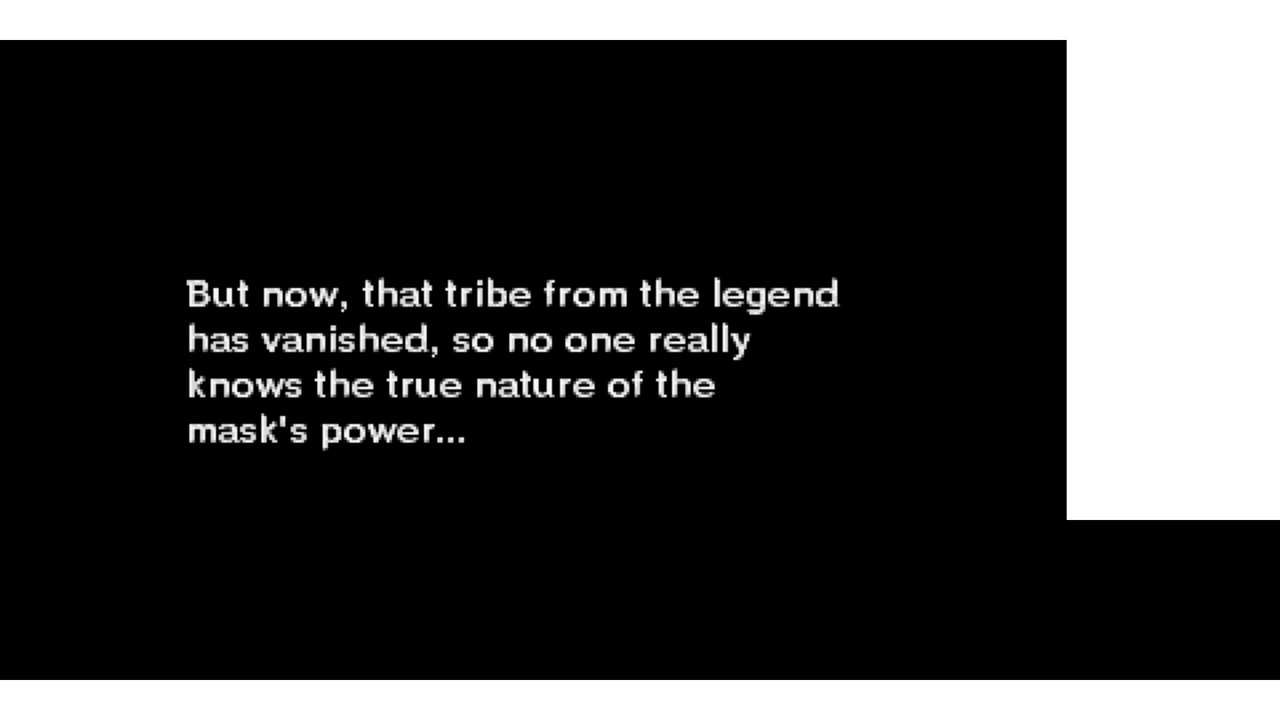 But now, that tribe from the legend
has vanished, so no one really
knows the true nature of the
mask's power...